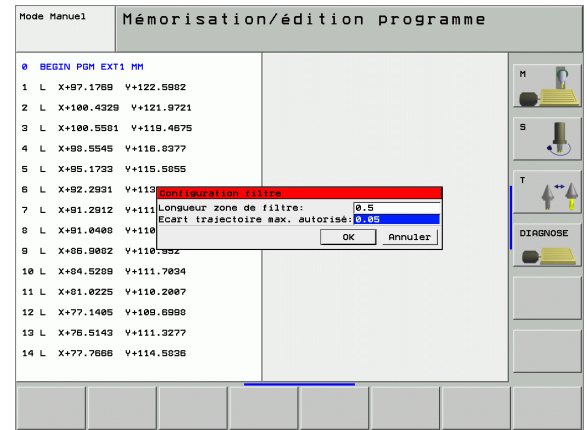 Mode Manuel
Mémorisation/édition programme
0 BEGIN PGM EXT1 MM
1 L X+97.1769 Y+122.5982
2 L X+100.4329 Y+121.9721
3 L X+100.5581 Y+119.4675
4 L X+98.5545 Y+116.8377
5 L X+95.1733 Y+115.5855
6 L X+92.2931 Y+113
7 L X+91.2912 Y+111
8 L X+91.0408 Y+110
9 L X+86.9082 Y+110.952
10 L X+84.5289 Y+111.7034
11 L X+81.0225 Y+110.2007
12 L X+77.1405 Y+109.6998
13 L X+76.5143 Y+111.3277
14 L X+77.7666 Y+114.5836
Configuration filtre
Longueur zone de filtre: 0.5
Ecart trajectoire max. autorisé: 0.05
OK Annuler
M
S
T
DIAGNOSE